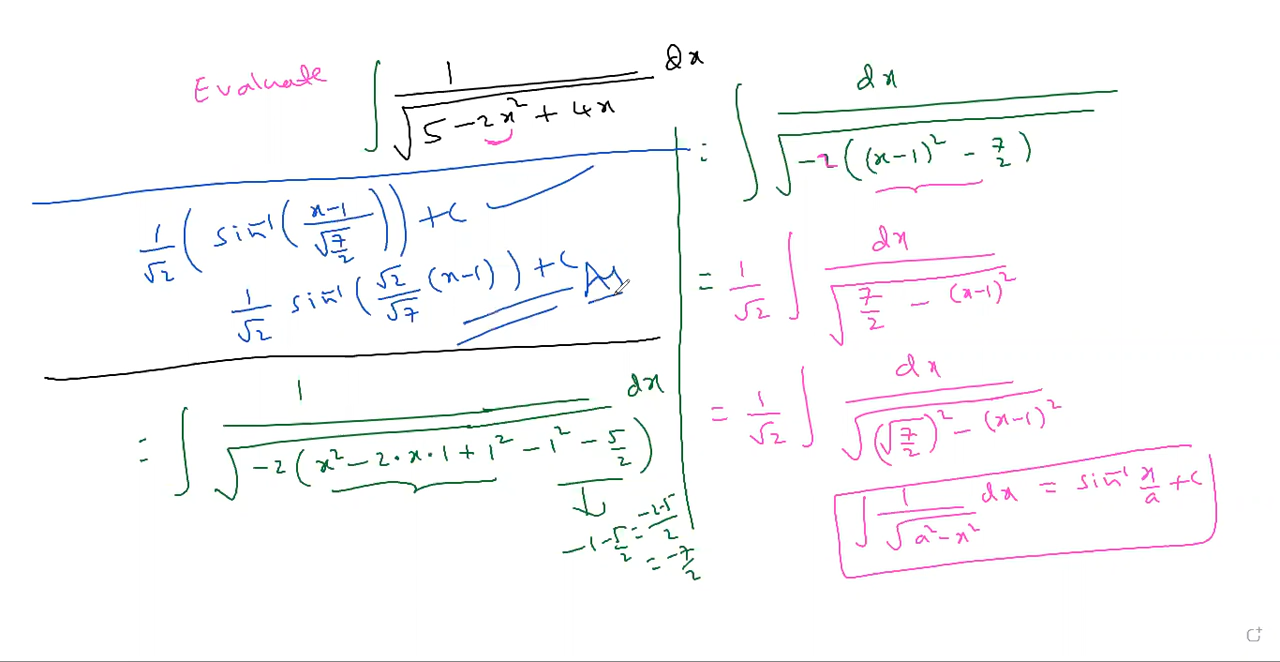 Evaluate ∫ 1/√(5 − 2x² + 4x) dx
= ∫ 1/√(−2(x² − 2·x·1 + 1² − 1² − 5/2)) dx
−1−5/2 = −2−5/2
= −7/2
: ∫ dx/√(−2((x−1)² − 7/2))
= 1/√2 ∫ dx/√(7/2 − (x−1)²)
= 1/√2 ∫ dx/√((√7/2)² − (x−1)²)
∫ 1/√(a²−x²) dx = sin⁻¹ x/a + c
1/√2 (sin⁻¹((x−1)/√7/2)) + c
1/√2 sin⁻¹(√2/√7 (x−1)) + c